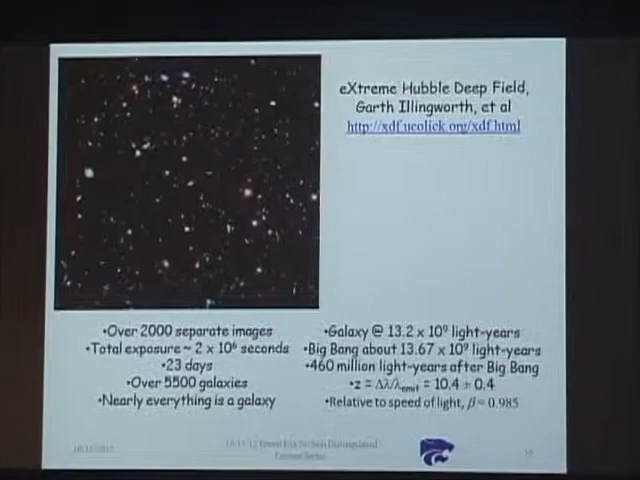 eXtreme Hubble Deep Field,
Garth Illingworth, et al
http://xdf.ucolick.org/xdf.html
•Over 2000 separate images
•Total exposure ~ 2 x 10⁶ seconds
•23 days
•Over 5500 galaxies
•Nearly everything is a galaxy
•Galaxy @ 13.2 x 10⁹ light-years
•Big Bang about 13.67 x 10⁹ light-years
•460 million light-years after Big Bang
•z = Δλ/λemit = 10.4 ± 0.4
•Relative to speed of light, β = 0.985